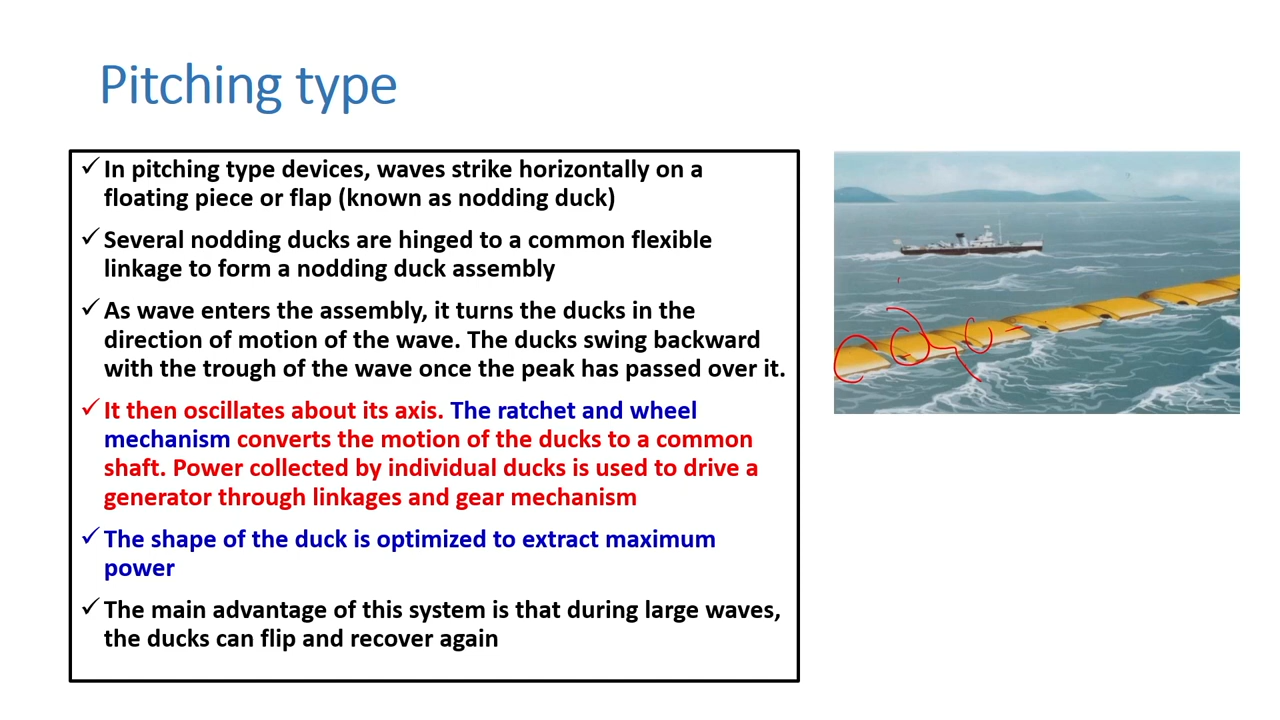 Pitching type
✓ In pitching type devices, waves strike horizontally on a
floating piece or flap (known as nodding duck)
✓ Several nodding ducks are hinged to a common flexible
linkage to form a nodding duck assembly
✓ As wave enters the assembly, it turns the ducks in the
direction of motion of the wave. The ducks swing backward
with the trough of the wave once the peak has passed over it.
✓ It then oscillates about its axis. The ratchet and wheel
mechanism converts the motion of the ducks to a common
shaft. Power collected by individual ducks is used to drive a
generator through linkages and gear mechanism
✓ The shape of the duck is optimized to extract maximum
power
✓ The main advantage of this system is that during large waves,
the ducks can flip and recover again